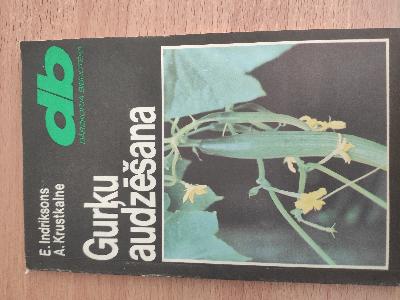 db
DĀRZKOPJA BIBLIOTĒKA
E. Indriksons
A. Krustkalne
Gurķu
audzēšana